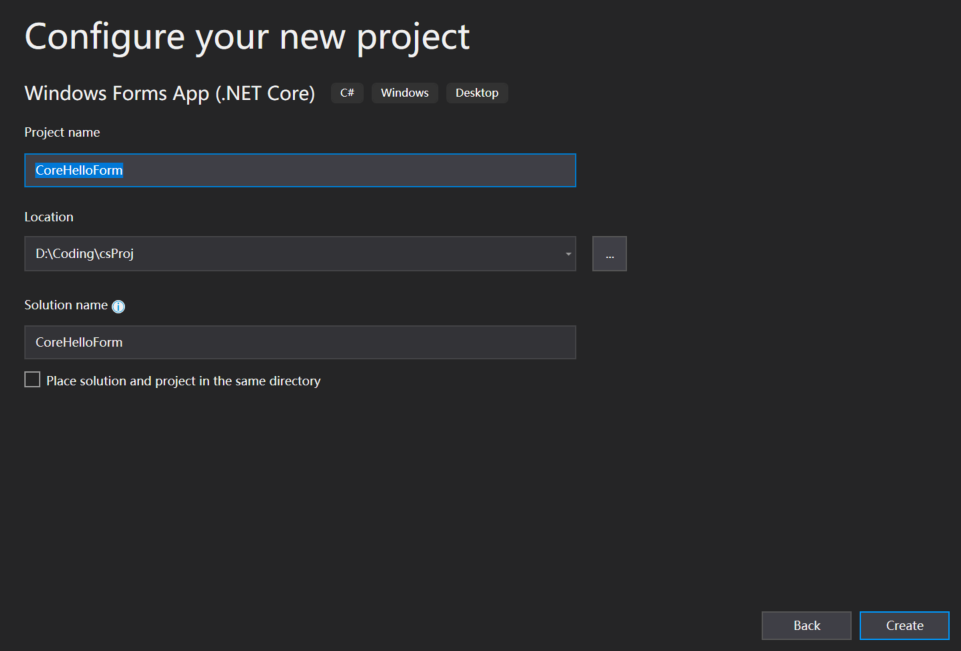 Configure your new project
Windows Forms App (.NET Core) C# Windows Desktop
Project name
CoreHelloForm
Location
D:\Coding\csProj
...
Solution name
CoreHelloForm
Place solution and project in the same directory
Back Create